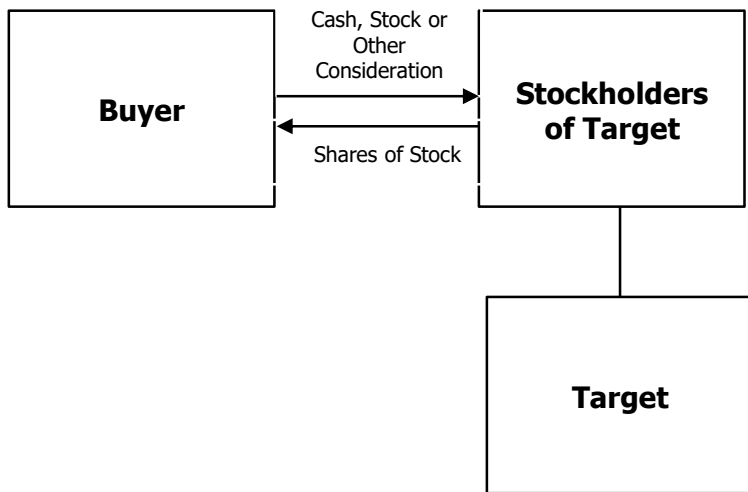 Cash, Stock or
Other
Consideration
Buyer
Stockholders
of Target
Shares of Stock
Target